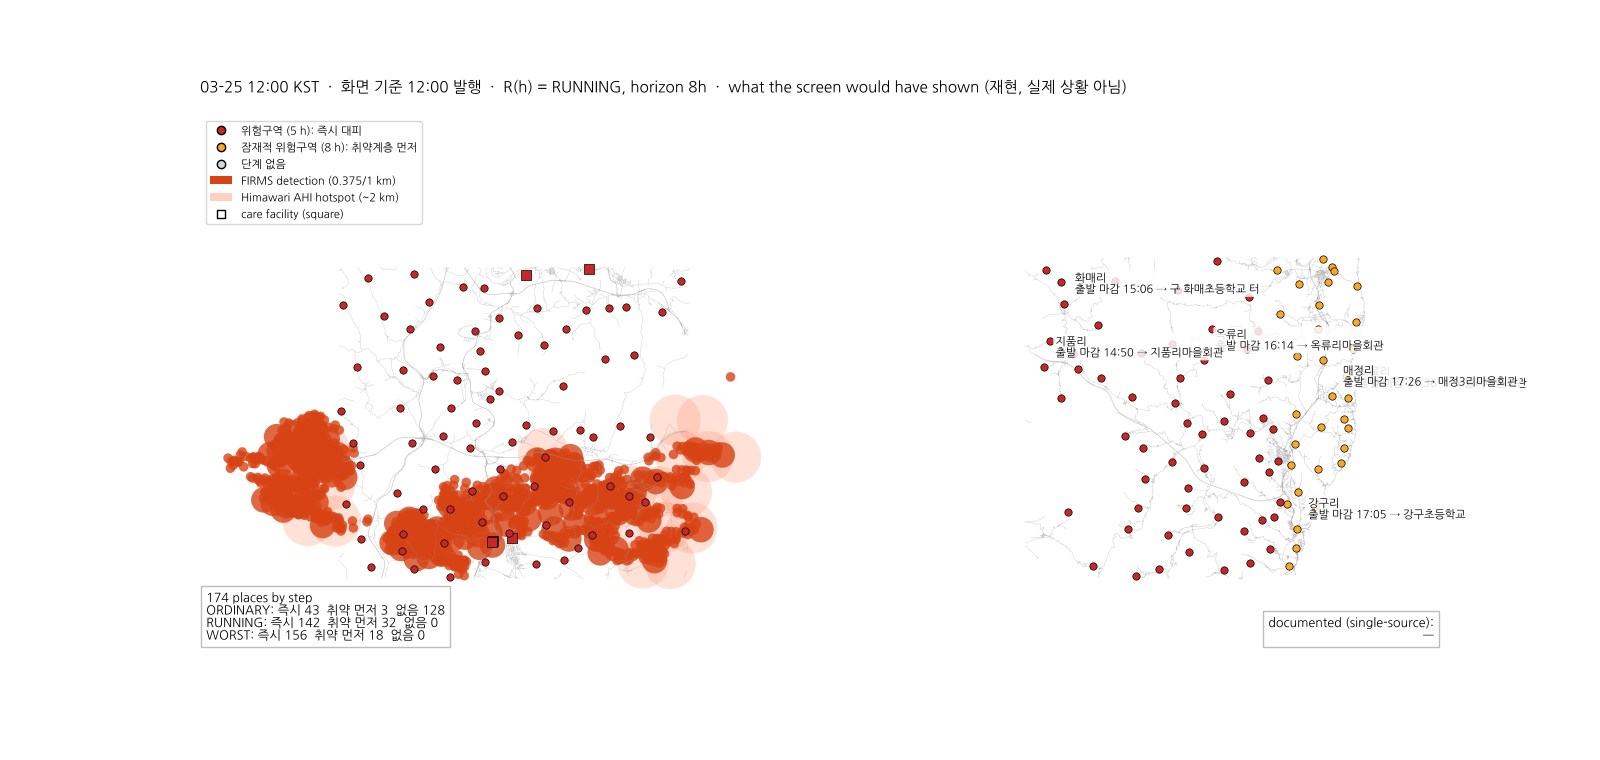 03-25 12:00 KST · 화면 기준 12:00 발행 · R(h) = RUNNING, horizon 8h · what the screen would have shown (재현, 실제 상황 아님)
위험구역 (5 h): 즉시 대피
잠재적 위험구역 (8 h): 취약계층 먼저
단계 없음
FIRMS detection (0.375/1 km)
Himawari AHI hotspot (~2 km)
care facility (square)
화매리
출발 마감 15:06 → 구 화매초등학교 터
지품리
출발 마감 14:50 → 지품리마을회관
옥류리
발 마감 16:14 → 옥류리마을회관
매정리
출발 마감 17:26 → 매정3리마을회관
강구리
출발 마감 17:05 → 강구초등학교
174 places by step
ORDINARY: 즉시 43 취약 먼저 3 없음 128
RUNNING: 즉시 142 취약 먼저 32 없음 0
WORST: 즉시 156 취약 먼저 18 없음 0
documented (single-source):
—